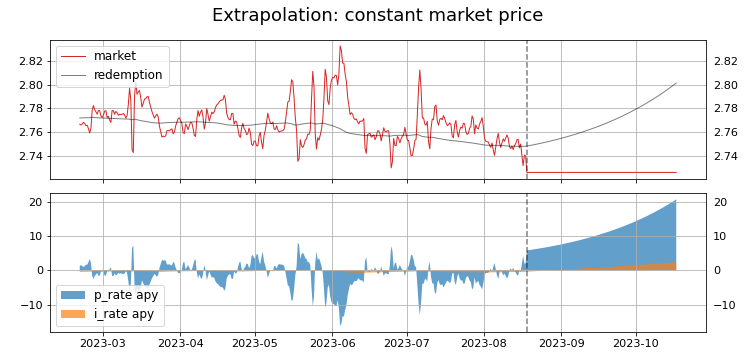 Extrapolation: constant market price
2.82 2.82
2.80 2.80
2.78 2.78
2.76 2.76
2.74 2.74
market
redemption
20 20
10 10
0 0
−10 −10
p_rate apy
i_rate apy
2023-03 2023-04 2023-05 2023-06 2023-07 2023-08 2023-09 2023-10